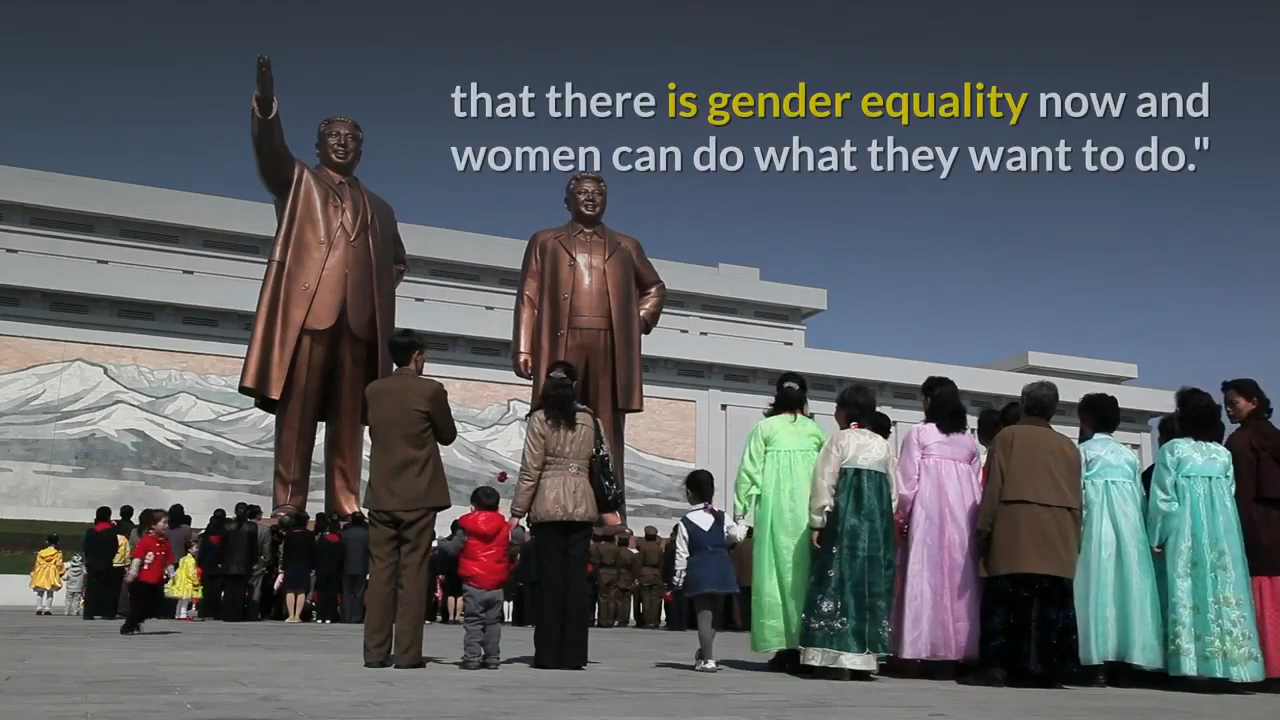 that there is gender equality now and
women can do what they want to do."